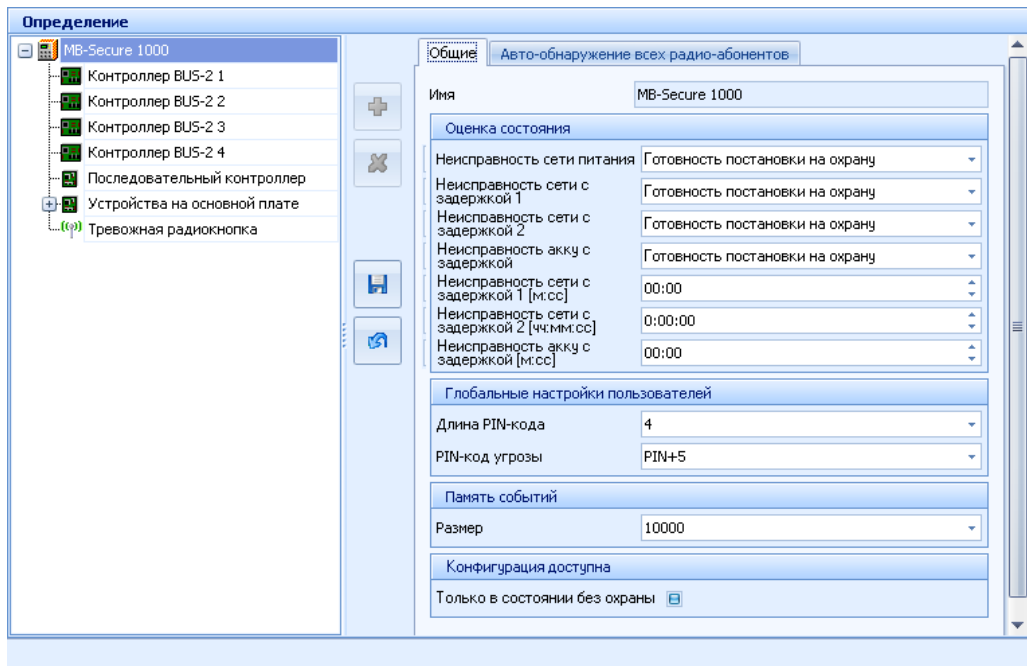 Определение
MB-Secure 1000
Контроллер BUS-2 1
Контроллер BUS-2 2
Контроллер BUS-2 3
Контроллер BUS-2 4
Последовательный контроллер
Устройства на основной плате
Тревожная радиокнопка
Общие
Авто-обнаружение всех радио-абонентов
Имя MB-Secure 1000
Оценка состояния
Неисправность сети питания Готовность постановки на охрану
Неисправность сети с
задержкой 1 Готовность постановки на охрану
Неисправность сети с
задержкой 2 Готовность постановки на охрану
Неисправность акку с
задержкой Готовность постановки на охрану
Неисправность сети с
задержкой 1 [м:сс] 00:00
Неисправность сети с
задержкой 2 [чч:мм:сс] 0:00:00
Неисправность акку с
задержкой [м:сс] 00:00
Глобальные настройки пользователей
Длина PIN-кода 4
PIN-код угрозы PIN+5
Память событий
Размер 10000
Конфигурация доступна
Только в состоянии без охраны